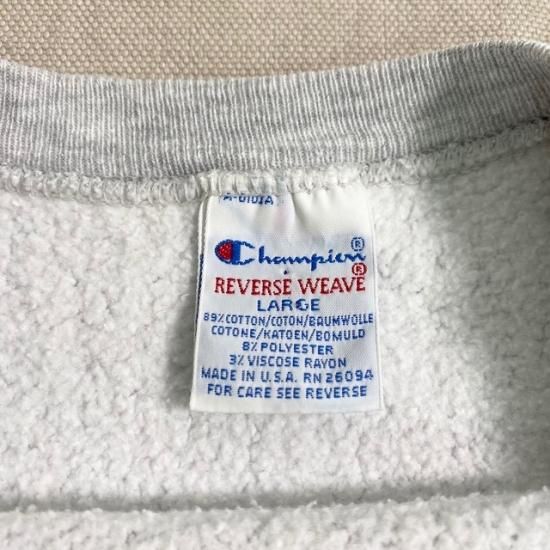 A-0101A
Champion®
REVERSE WEAVE®
LARGE
89% COTTON/COTON/BAUMWOLLE
COTONE/KATOEN/BOMULD
8% POLYESTER
3% VISCOSE RAYON
MADE IN U.S.A. RN 26094
FOR CARE SEE REVERSE